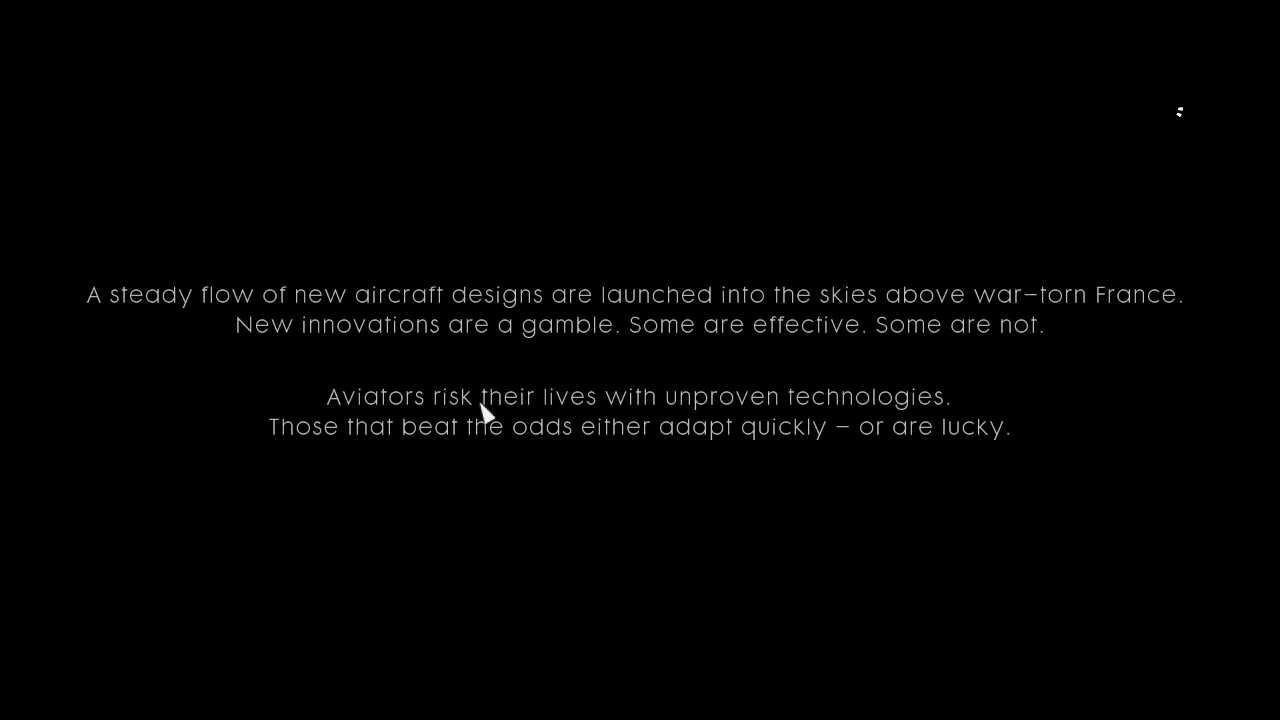 A steady flow of new aircraft designs are launched into the skies above war–torn France.
New innovations are a gamble. Some are effective. Some are not.
Aviators risk their lives with unproven technologies.
Those that beat the odds either adapt quickly – or are lucky.